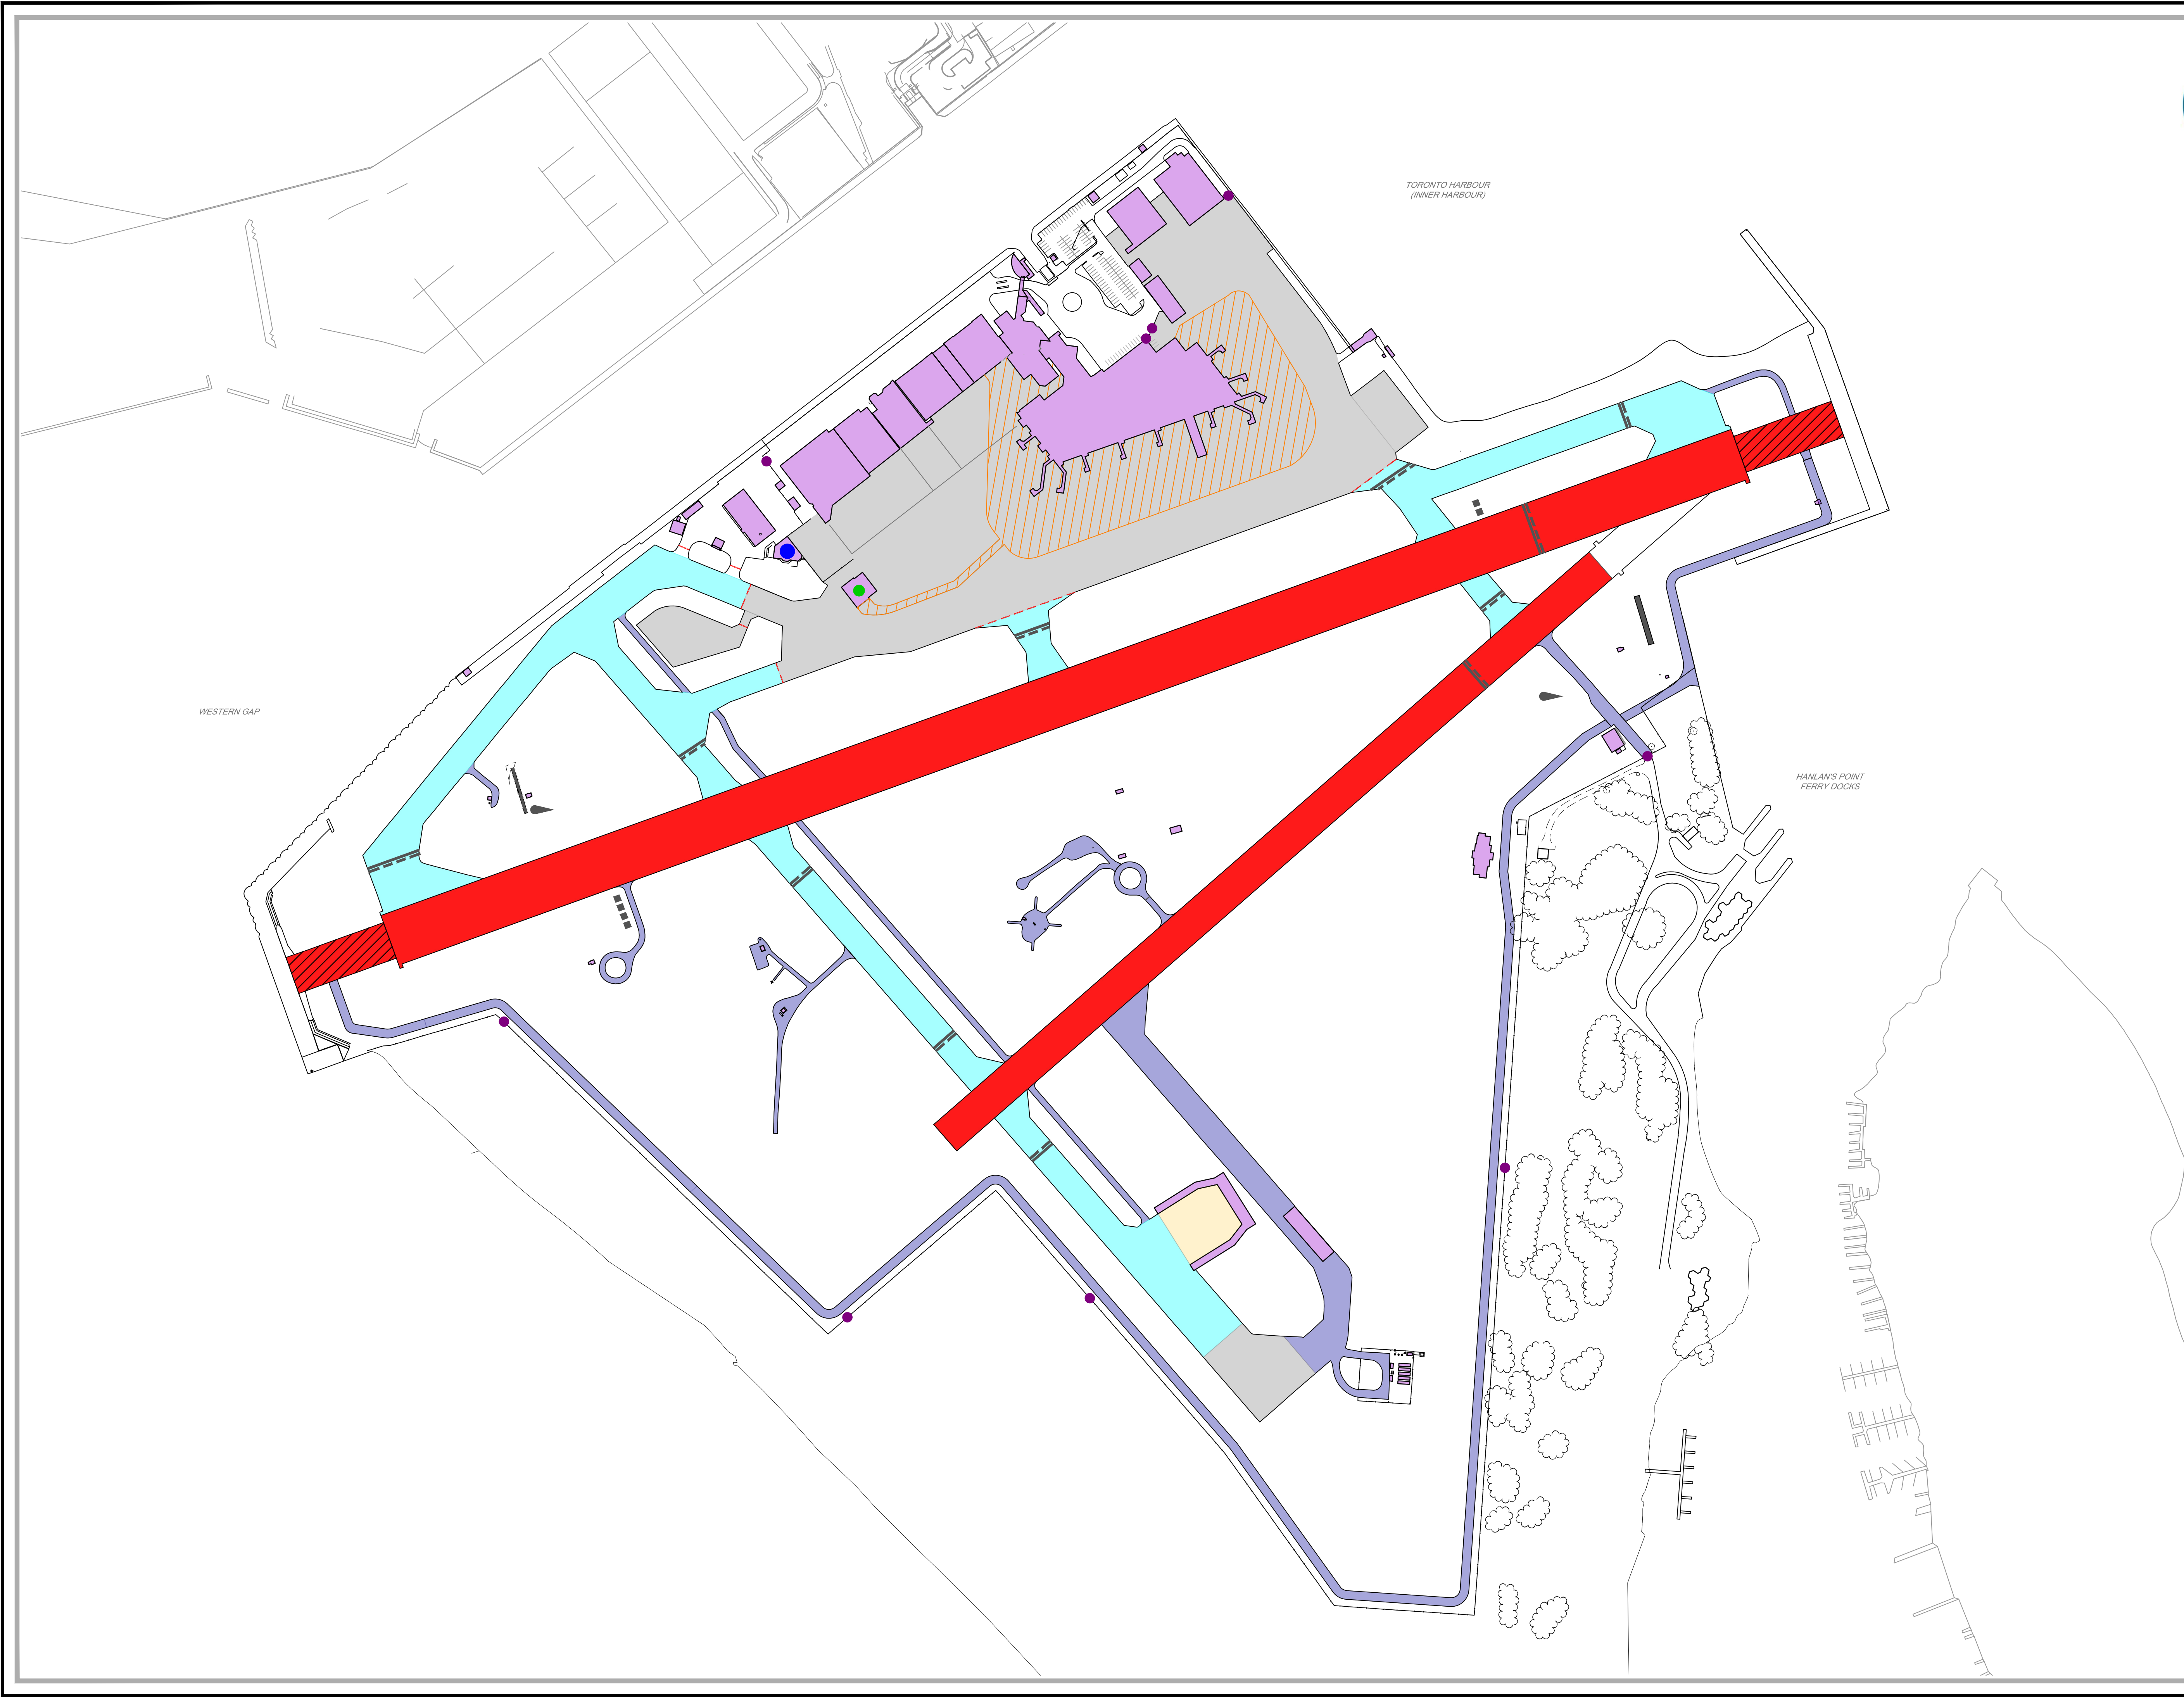 TORONTO HARBOUR
(INNER HARBOUR)
WESTERN GAP
HANLAN'S POINT
FERRY DOCKS